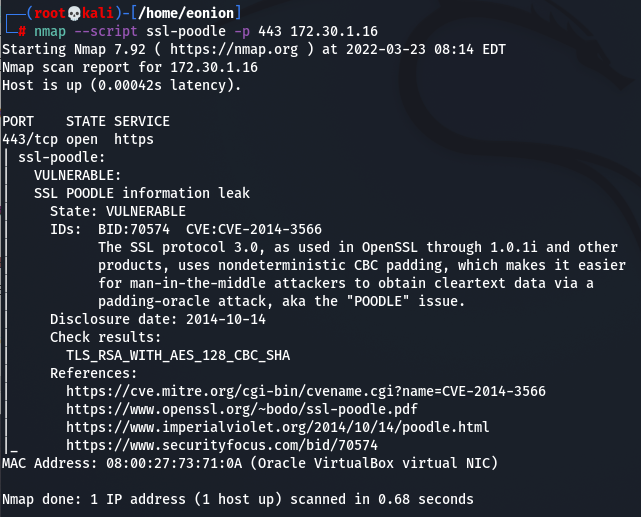 ┌──(root💀kali)-[/home/eonion]
└─# nmap --script ssl-poodle -p 443 172.30.1.16
Starting Nmap 7.92 ( https://nmap.org ) at 2022-03-23 08:14 EDT
Nmap scan report for 172.30.1.16
Host is up (0.00042s latency).
PORT    STATE SERVICE
443/tcp open  https
| ssl-poodle:
|   VULNERABLE:
|   SSL POODLE information leak
|     State: VULNERABLE
|     IDs:  BID:70574  CVE:CVE-2014-3566
|           The SSL protocol 3.0, as used in OpenSSL through 1.0.1i and other
|           products, uses nondeterministic CBC padding, which makes it easier
|           for man-in-the-middle attackers to obtain cleartext data via a
|           padding-oracle attack, aka the "POODLE" issue.
|     Disclosure date: 2014-10-14
|     Check results:
|       TLS_RSA_WITH_AES_128_CBC_SHA
|     References:
|       https://cve.mitre.org/cgi-bin/cvename.cgi?name=CVE-2014-3566
|       https://www.openssl.org/~bodo/ssl-poodle.pdf
|       https://www.imperialviolet.org/2014/10/14/poodle.html
|_      https://www.securityfocus.com/bid/70574
MAC Address: 08:00:27:73:71:0A (Oracle VirtualBox virtual NIC)
Nmap done: 1 IP address (1 host up) scanned in 0.68 seconds